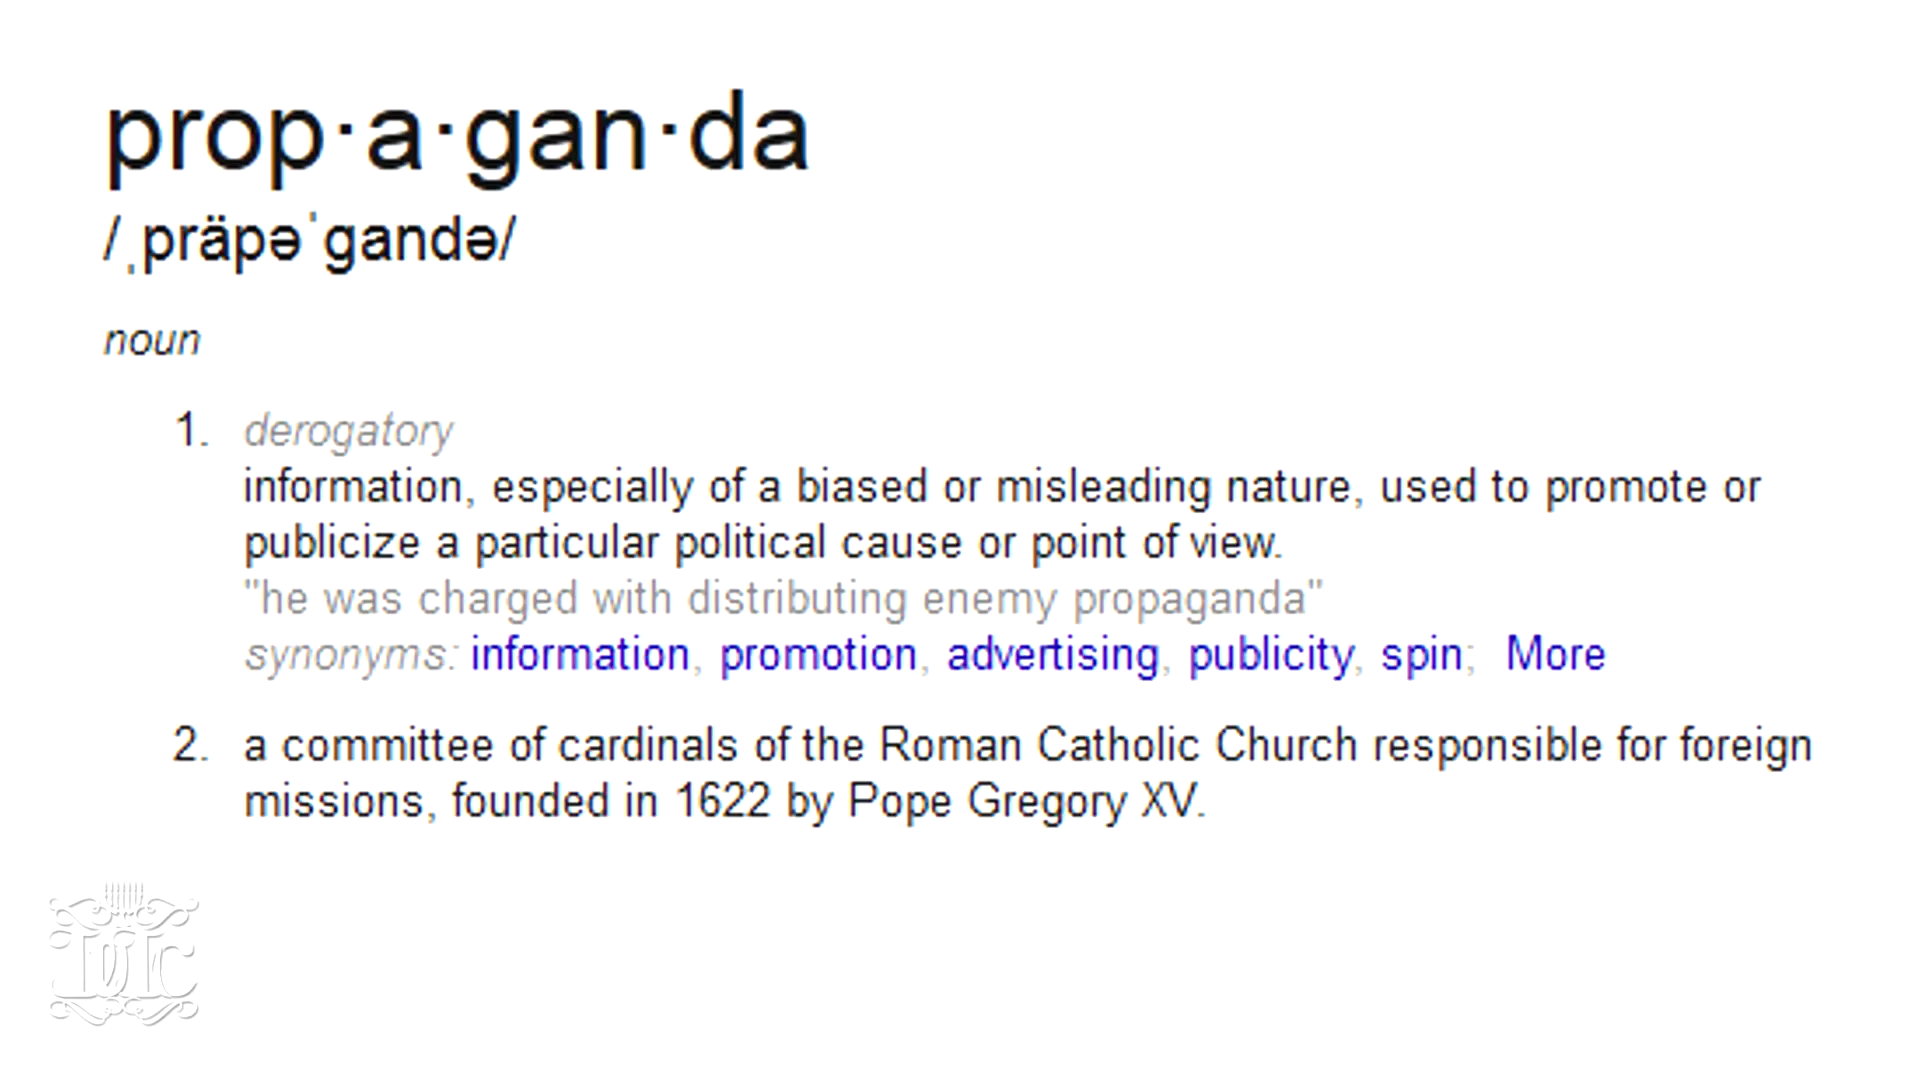 prop·a·gan·da
/ˌpräpəˈgandə/
noun
1. derogatory
information, especially of a biased or misleading nature, used to promote or
publicize a particular political cause or point of view.
"he was charged with distributing enemy propaganda"
synonyms: information, promotion, advertising, publicity, spin;  More
2. a committee of cardinals of the Roman Catholic Church responsible for foreign
missions, founded in 1622 by Pope Gregory XV.